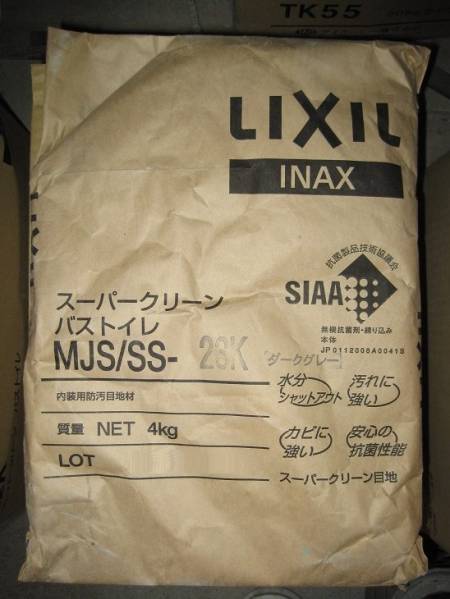 TK55
LIXIL
INAX
抗菌製品技術協議会
SIAA
無機抗菌剤・練り込み
本体
JP0112006A0041S
スーパークリーン
バストイレ
MJS/SS- 28K [ダークグレー]
内装用防汚目地材
水分シャットアウト
汚れに強い
質量 NET 4kg
カビに強い
安心の抗菌性能
LOT
スーパークリーン目地